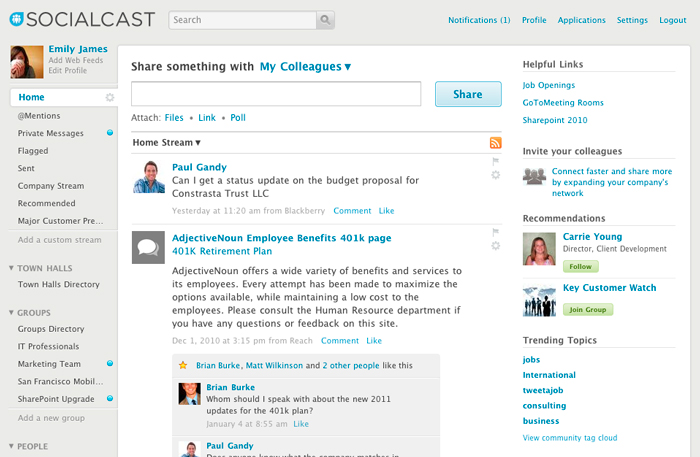 SOCIALCAST
Search
Notifications (1) Profile Applications Settings Logout
Emily James
Add Web Feeds
Edit Profile
Home
@Mentions
Private Messages
Flagged
Sent
Company Stream
Recommended
Major Customer Pre...
Add a custom stream
TOWN HALLS
Town Halls Directory
GROUPS
Groups Directory
IT Professionals
Marketing Team
San Francisco Mobil...
SharePoint Upgrade
Add a new group
PEOPLE
Share something with My Colleagues
Share
Attach: Files • Link • Poll
Home Stream
Paul Gandy
Can I get a status update on the budget proposal for
Constrasta Trust LLC
Yesterday at 11:20 am from Blackberry Comment Like
AdjectiveNoun Employee Benefits 401k page
401K Retirement Plan
AdjectiveNoun offers a wide variety of benefits and services to
its employees. Every attempt has been made to maximize the
options available, while maintaining a low cost to the
employees. Please consult the Human Resource department if
you have any questions or feedback on this site.
Dec 1, 2010 at 3:15 pm from Reach Comment Like
Brian Burke, Matt Wilkinson and 2 other people like this
Brian Burke
Whom should I speak with about the new 2011
updates for the 401k plan?
January 4 at 8:55 am Like
Paul Gandy
Does anyone know what the company matches in
Helpful Links
Job Openings
GoToMeeting Rooms
Sharepoint 2010
Invite your colleagues
Connect faster and share more
by expanding your company's
network
Recommendations
Carrie Young
Director, Client Development
Follow
Key Customer Watch
Join Group
Trending Topics
jobs
International
tweetajob
consulting
business
View community tag cloud